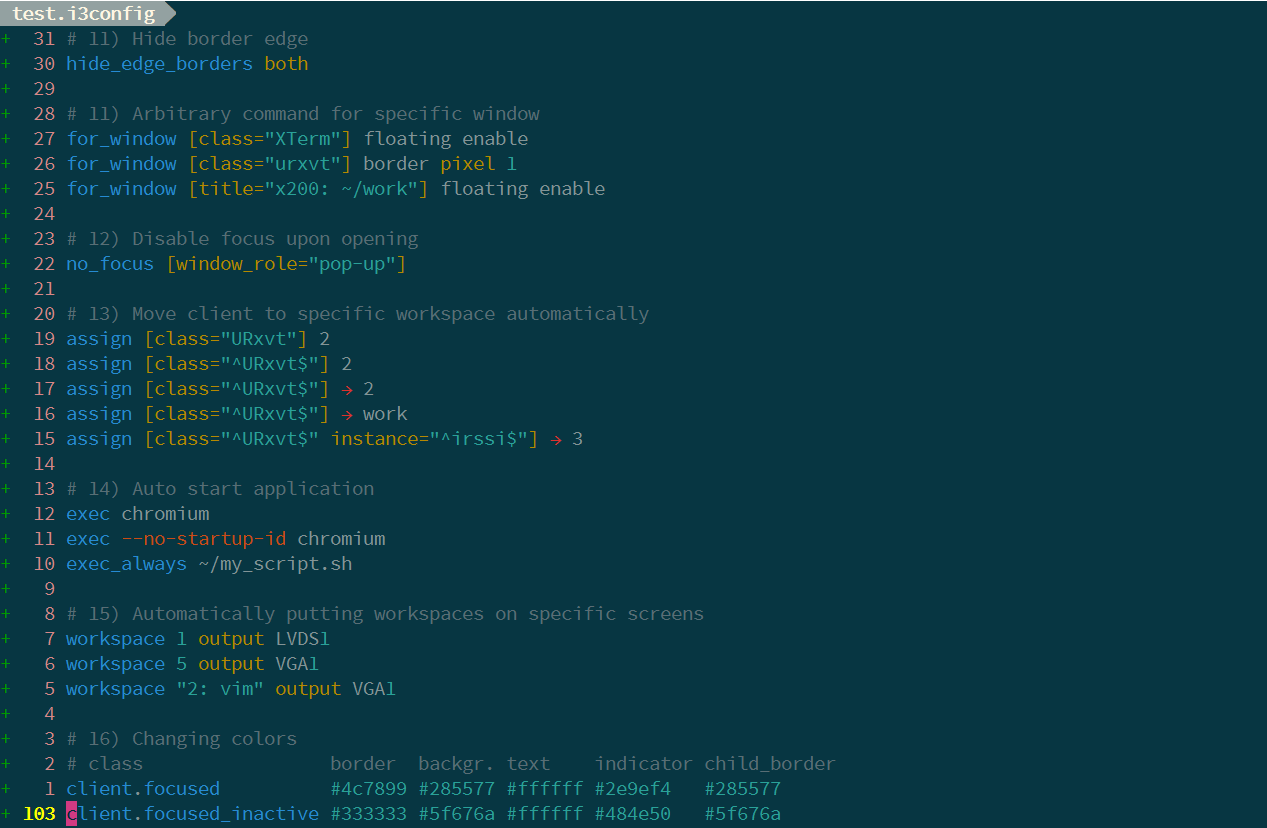 test.i3config
+ 31 # 11) Hide border edge
+ 30 hide_edge_borders both
+ 29
+ 28 # 11) Arbitrary command for specific window
+ 27 for_window [class="XTerm"] floating enable
+ 26 for_window [class="urxvt"] border pixel 1
+ 25 for_window [title="x200: ~/work"] floating enable
+ 24
+ 23 # 12) Disable focus upon opening
+ 22 no_focus [window_role="pop-up"]
+ 21
+ 20 # 13) Move client to specific workspace automatically
+ 19 assign [class="URxvt"] 2
+ 18 assign [class="^URxvt$"] 2
+ 17 assign [class="^URxvt$"] → 2
+ 16 assign [class="^URxvt$"] → work
+ 15 assign [class="^URxvt$" instance="^irssi$"] → 3
+ 14
+ 13 # 14) Auto start application
+ 12 exec chromium
+ 11 exec --no-startup-id chromium
+ 10 exec_always ~/my_script.sh
+ 9
+ 8 # 15) Automatically putting workspaces on specific screens
+ 7 workspace 1 output LVDS1
+ 6 workspace 5 output VGA1
+ 5 workspace "2: vim" output VGA1
+ 4
+ 3 # 16) Changing colors
+ 2 # class border backgr. text indicator child_border
+ 1 client.focused #4c7899 #285577 #ffffff #2e9ef4 #285577
+ 103 client.focused_inactive #333333 #5f676a #ffffff #484e50 #5f676a